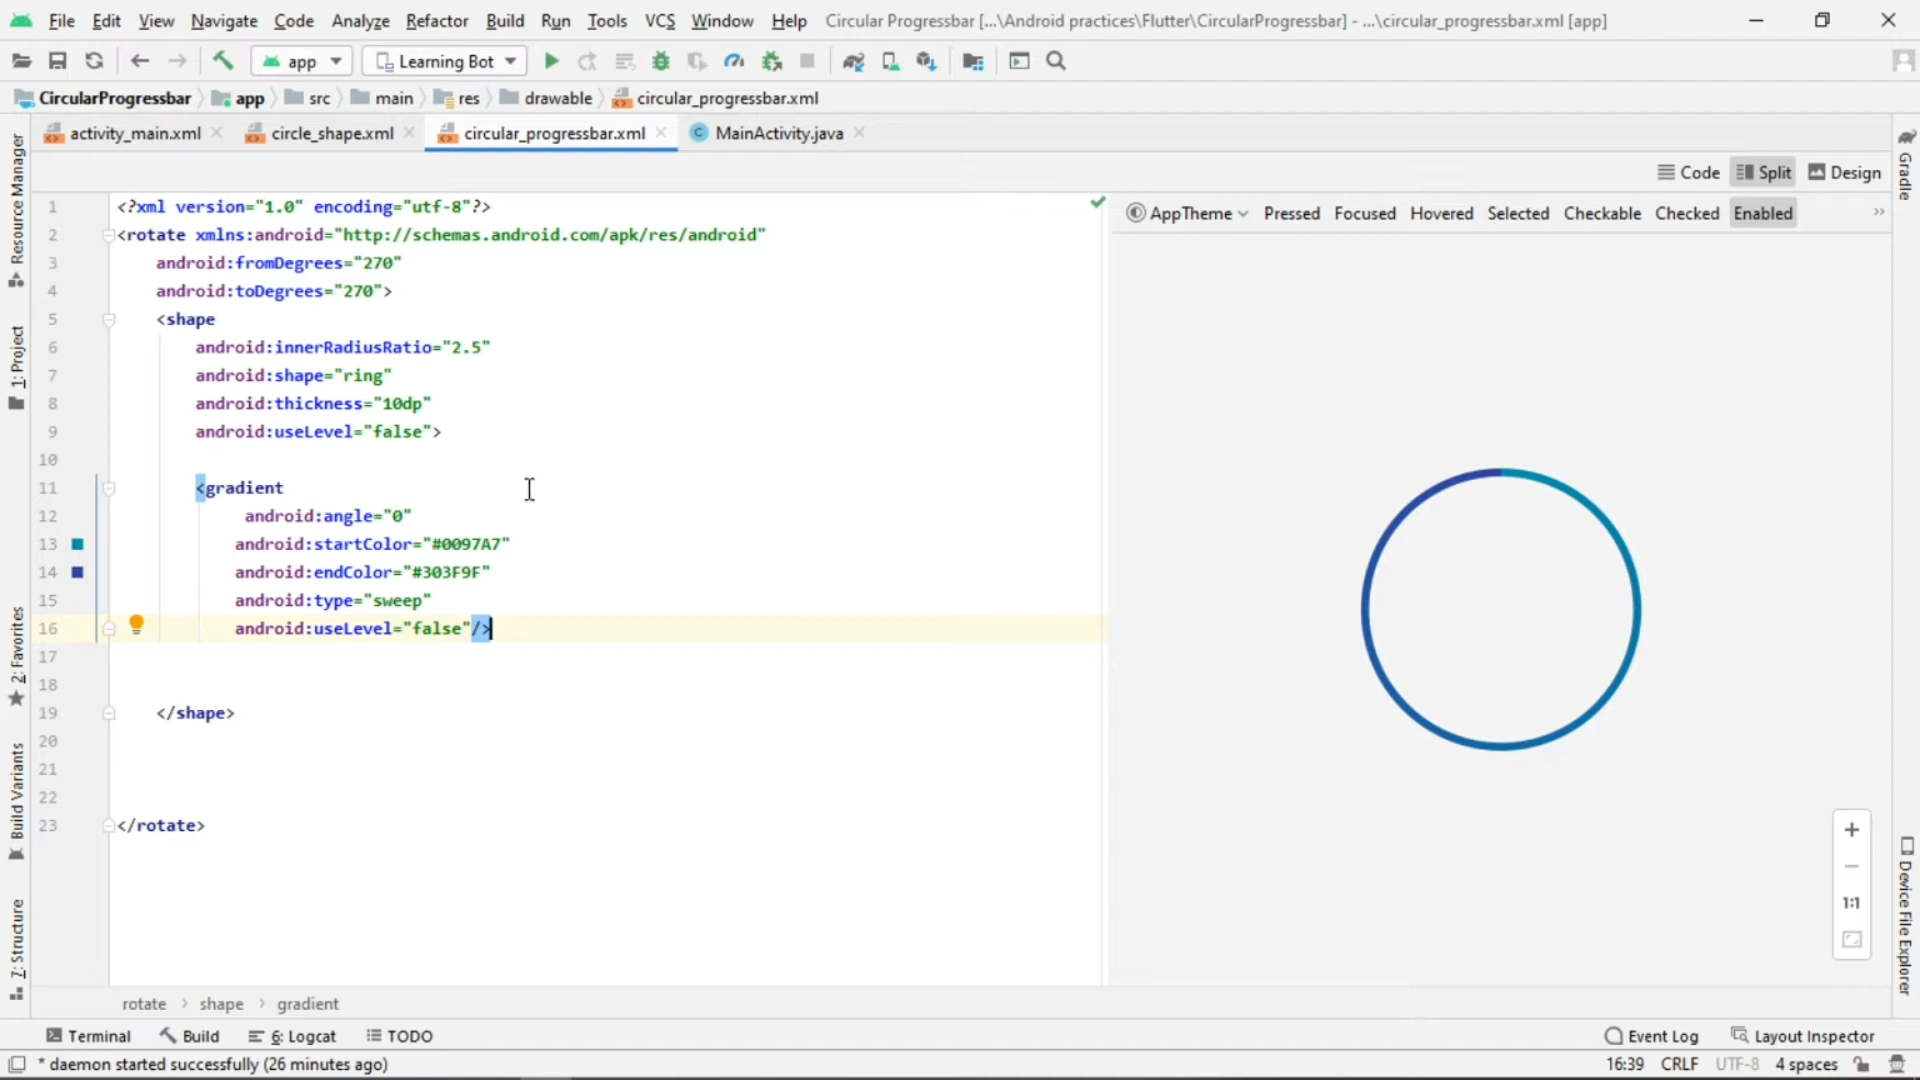 File Edit View Navigate Code Analyze Refactor Build Run Tools VCS Window Help Circular Progressbar [...\Android practices\Flutter\CircularProgressbar] - ...\circular_progressbar.xml [app]
app Learning Bot
CircularProgressbar app src main res drawable circular_progressbar.xml
activity_main.xml circle_shape.xml circular_progressbar.xml C MainActivity.java
Code Split Design
AppTheme Pressed Focused Hovered Selected Checkable Checked Enabled »
1 <?xml version="1.0" encoding="utf-8"?>
2 <rotate xmlns:android="http://schemas.android.com/apk/res/android"
3 android:fromDegrees="270"
4 android:toDegrees="270">
5 <shape
6 android:innerRadiusRatio="2.5"
7 android:shape="ring"
8 android:thickness="10dp"
9 android:useLevel="false">
10
11 <gradient
12 android:angle="0"
13 android:startColor="#0097A7"
14 android:endColor="#303F9F"
15 android:type="sweep"
16 android:useLevel="false"/>
17
18
19 </shape>
20
21
22
23 </rotate>
Resource Manager
1: Project
2: Favorites
Build Variants
7: Structure
Gradle
Device File Explorer
1:1
rotate › shape › gradient
Terminal Build 6: Logcat TODO Event Log Layout Inspector
* daemon started successfully (26 minutes ago) 16:39 CRLF UTF-8 4 spaces